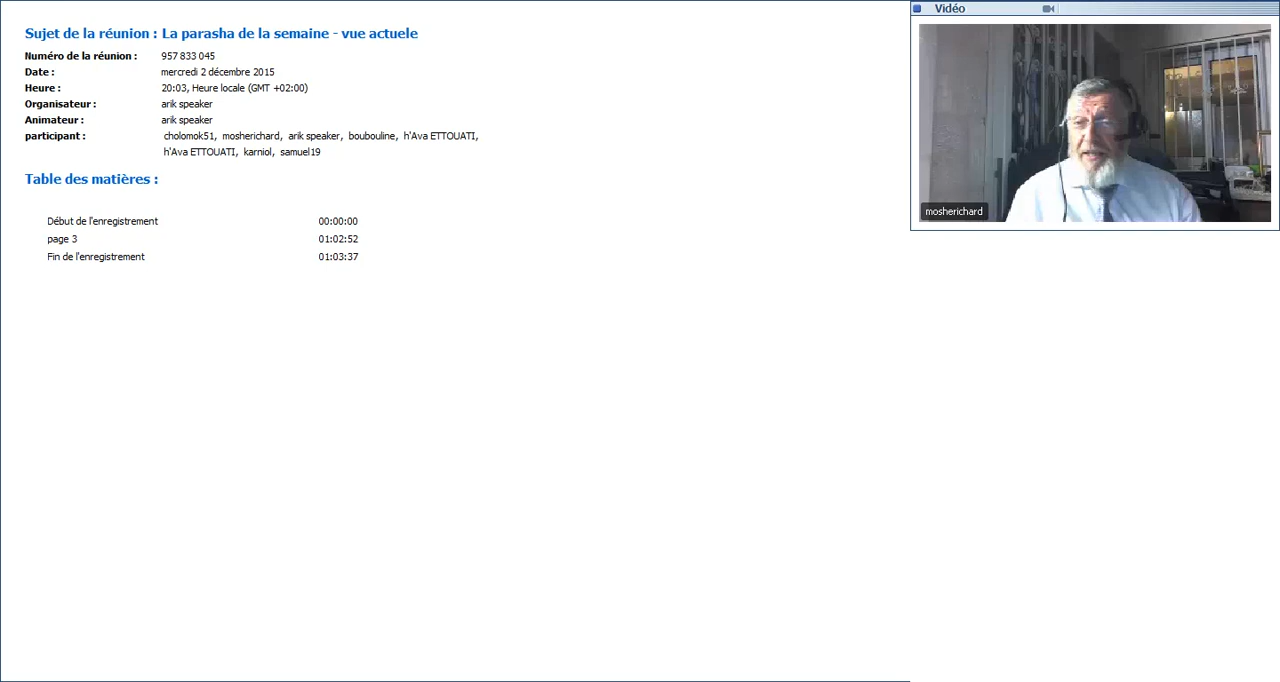 Sujet de la réunion : La parasha de la semaine - vue actuele
Numéro de la réunion : 957 833 045
Date : mercredi 2 décembre 2015
Heure : 20:03, Heure locale (GMT +02:00)
Organisateur : arik speaker
Animateur : arik speaker
participant : cholomok51, mosherichard, arik speaker, boubouline, h'Ava ETTOUATI,
h'Ava ETTOUATI, karniol, samuel19
Table des matières :
Début de l'enregistrement 00:00:00
page 3 01:02:52
Fin de l'enregistrement 01:03:37
Vidéo
mosherichard